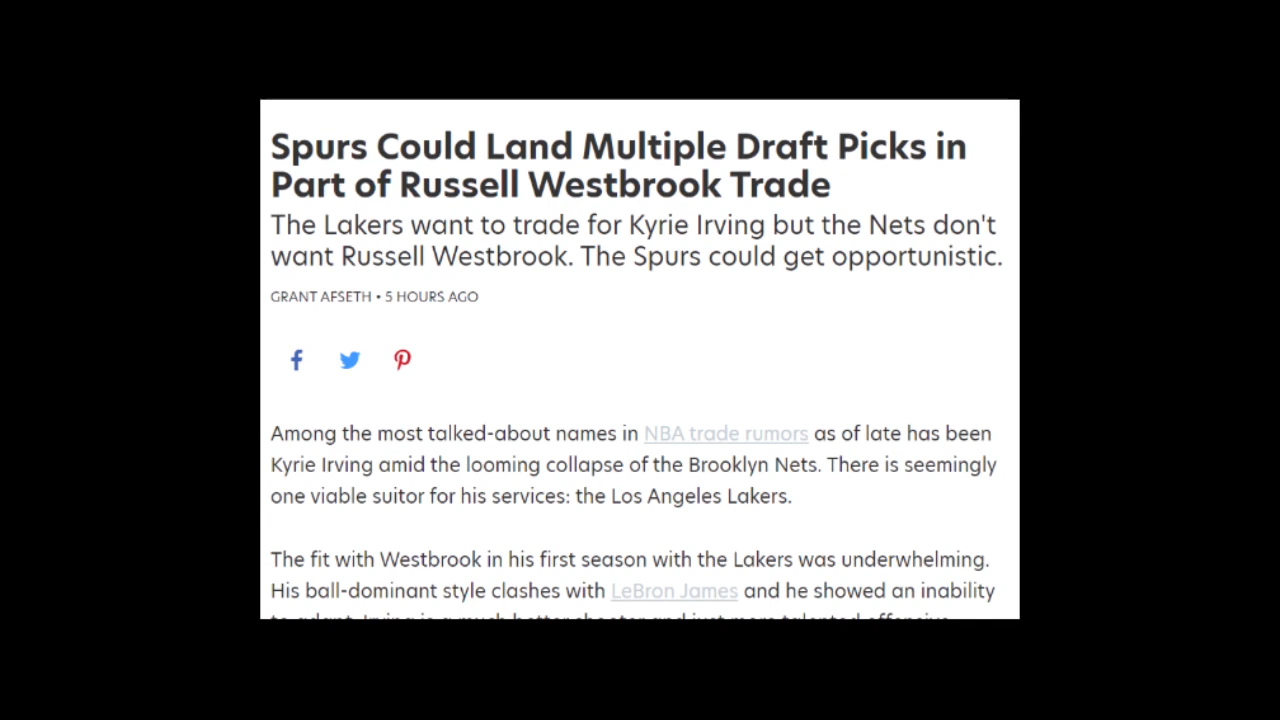 Spurs Could Land Multiple Draft Picks in
Part of Russell Westbrook Trade
The Lakers want to trade for Kyrie Irving but the Nets don't
want Russell Westbrook. The Spurs could get opportunistic.
GRANT AFSETH • 5 HOURS AGO
Among the most talked-about names in NBA trade rumors as of late has been
Kyrie Irving amid the looming collapse of the Brooklyn Nets. There is seemingly
one viable suitor for his services: the Los Angeles Lakers.
The fit with Westbrook in his first season with the Lakers was underwhelming.
His ball-dominant style clashes with LeBron James and he showed an inability